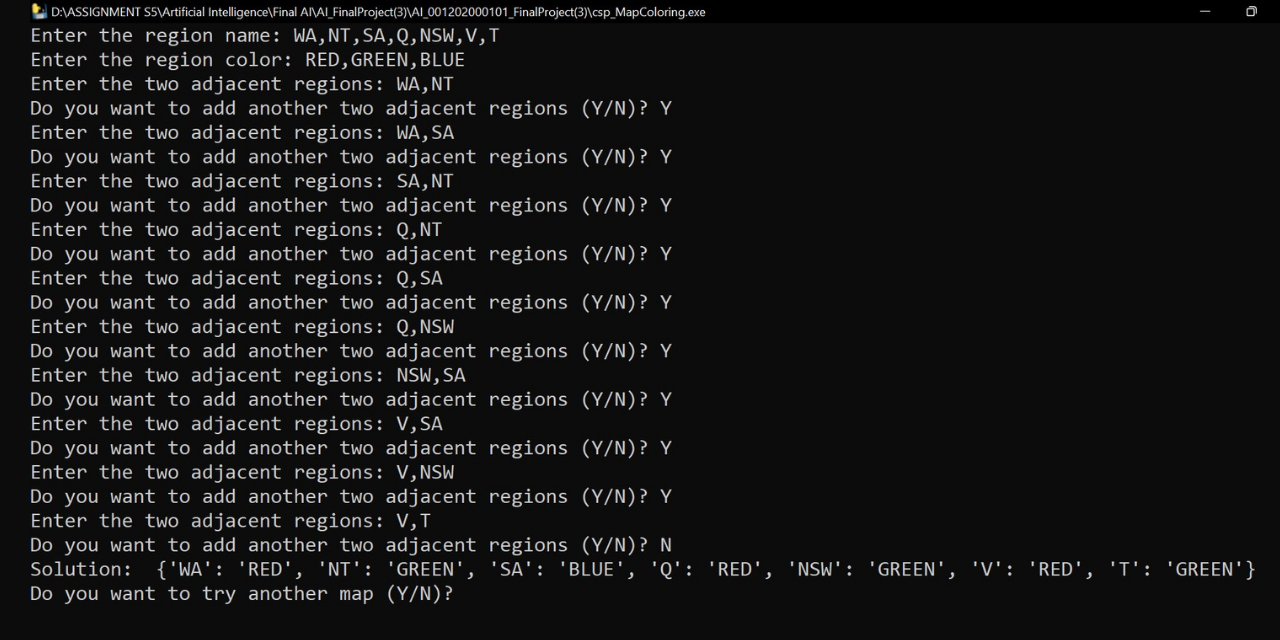 D:\ASSIGNMENT S5\Artificial Intelligence\Final AI\AI_FinalProject(3)\AI_001202000101_FinalProject(3)\csp_MapColoring.exe
Enter the region name: WA,NT,SA,Q,NSW,V,T
Enter the region color: RED,GREEN,BLUE
Enter the two adjacent regions: WA,NT
Do you want to add another two adjacent regions (Y/N)? Y
Enter the two adjacent regions: WA,SA
Do you want to add another two adjacent regions (Y/N)? Y
Enter the two adjacent regions: SA,NT
Do you want to add another two adjacent regions (Y/N)? Y
Enter the two adjacent regions: Q,NT
Do you want to add another two adjacent regions (Y/N)? Y
Enter the two adjacent regions: Q,SA
Do you want to add another two adjacent regions (Y/N)? Y
Enter the two adjacent regions: Q,NSW
Do you want to add another two adjacent regions (Y/N)? Y
Enter the two adjacent regions: NSW,SA
Do you want to add another two adjacent regions (Y/N)? Y
Enter the two adjacent regions: V,SA
Do you want to add another two adjacent regions (Y/N)? Y
Enter the two adjacent regions: V,NSW
Do you want to add another two adjacent regions (Y/N)? Y
Enter the two adjacent regions: V,T
Do you want to add another two adjacent regions (Y/N)? N
Solution:  {'WA': 'RED', 'NT': 'GREEN', 'SA': 'BLUE', 'Q': 'RED', 'NSW': 'GREEN', 'V': 'RED', 'T': 'GREEN'}
Do you want to try another map (Y/N)?